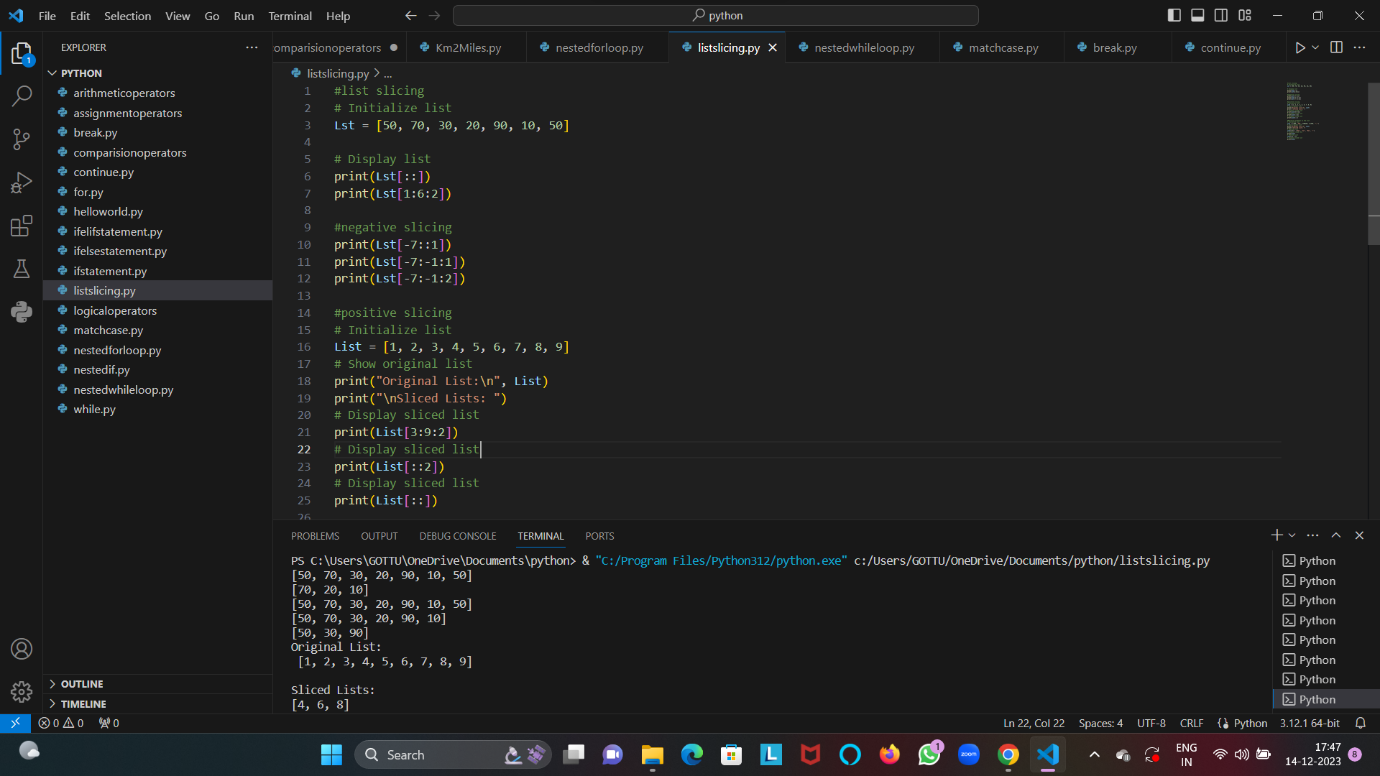 File Edit Selection View Go Run Terminal Help
python
EXPLORER
PYTHON
arithmeticoperators
assignmentoperators
break.py
comparisionoperators
continue.py
for.py
helloworld.py
ifelifstatement.py
ifelsestatement.py
ifstatement.py
listslicing.py
logicaloperators
matchcase.py
nestedforloop.py
nestedif.py
nestedwhileloop.py
while.py
OUTLINE
TIMELINE
omparisionoperators Km2Miles.py nestedforloop.py listslicing.py nestedwhileloop.py matchcase.py break.py continue.py
listslicing.py > ...
1 #list slicing
2 # Initialize list
3 Lst = [50, 70, 30, 20, 90, 10, 50]
4
5 # Display list
6 print(Lst[::])
7 print(Lst[1:6:2])
8
9 #negative slicing
10 print(Lst[-7::1])
11 print(Lst[-7:-1:1])
12 print(Lst[-7:-1:2])
13
14 #positive slicing
15 # Initialize list
16 List = [1, 2, 3, 4, 5, 6, 7, 8, 9]
17 # Show original list
18 print("Original List:\n", List)
19 print("\nSliced Lists: ")
20 # Display sliced list
21 print(List[3:9:2])
22 # Display sliced list
23 print(List[::2])
24 # Display sliced list
25 print(List[::])
26
PROBLEMS OUTPUT DEBUG CONSOLE TERMINAL PORTS
PS C:\Users\GOTTU\OneDrive\Documents\python> & "C:/Program Files/Python312/python.exe" c:/Users/GOTTU/OneDrive/Documents/python/listslicing.py
[50, 70, 30, 20, 90, 10, 50]
[70, 20, 10]
[50, 70, 30, 20, 90, 10, 50]
[50, 70, 30, 20, 90, 10]
[50, 30, 90]
Original List:
[1, 2, 3, 4, 5, 6, 7, 8, 9]
Sliced Lists:
[4, 6, 8]
Python
Python
Python
Python
Python
Python
Python
Python
0 0 0
Ln 22, Col 22 Spaces: 4 UTF-8 CRLF Python 3.12.1 64-bit
1
Search
L
1
zoom
ENG
IN
17:47
14-12-2023
8